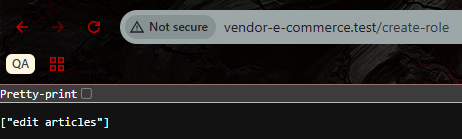 Not secure vendor-e-commerce.test/create-role
QA
Pretty-print
["edit articles"]